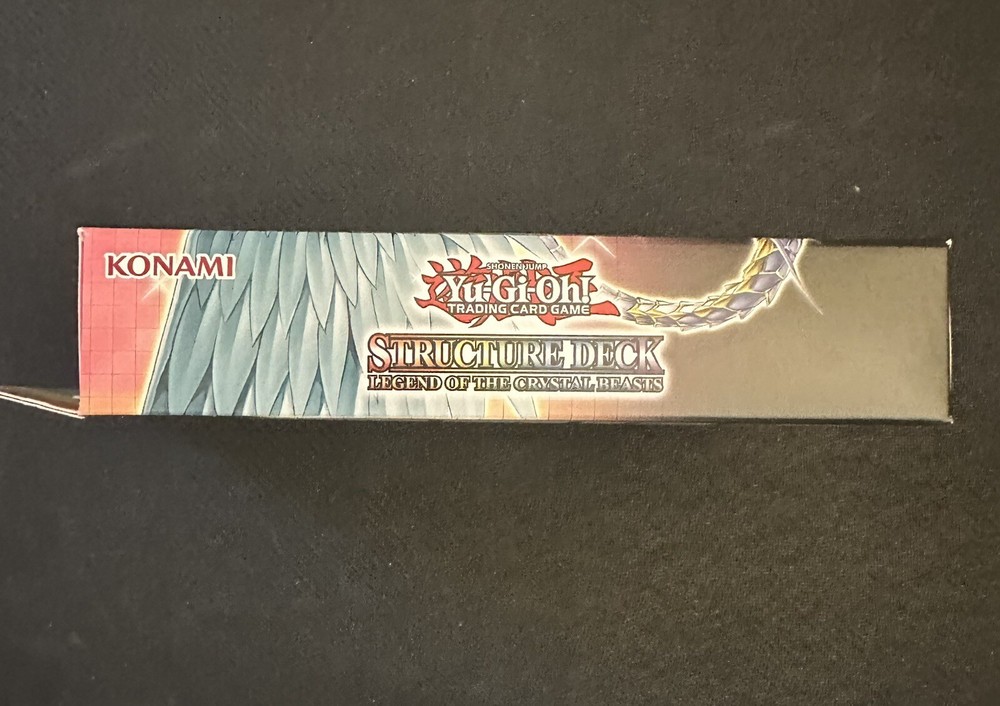 KONAMI
SHONEN JUMP
Yu-Gi-Oh!
TRADING CARD GAME
STRUCTURE DECK
LEGEND OF THE CRYSTAL BEASTS